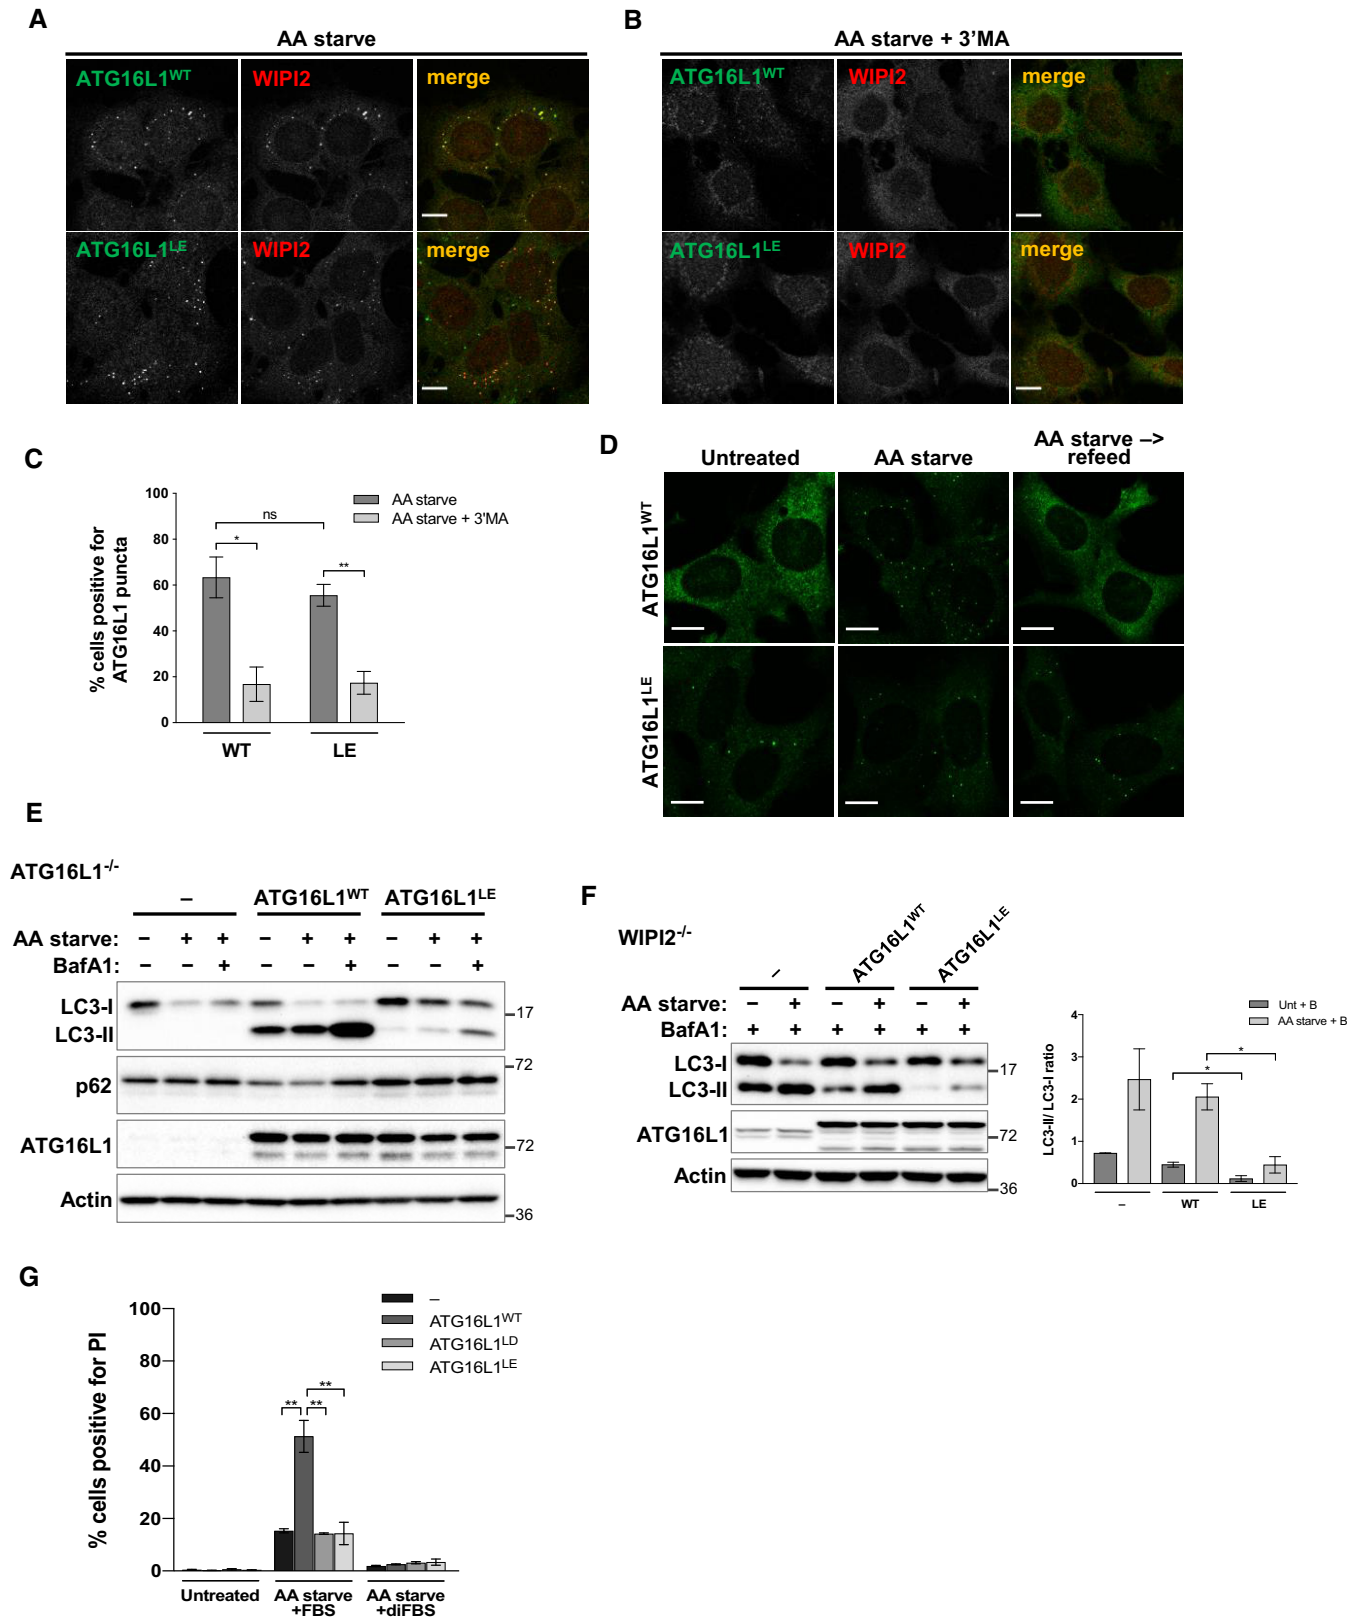 A
AA starve
ATG16L1WT
WIPI2
merge
ATG16L1LE
WIPI2
merge
B
AA starve + 3'MA
ATG16L1WT
WIPI2
merge
ATG16L1LE
WIPI2
merge
C
% cells positive for
ATG16L1 puncta
100
80
60
40
20
0
ns
*
**
AA starve
AA starve + 3'MA
WT
LE
D
Untreated
AA starve
AA starve –>
refeed
ATG16L1WT
ATG16L1LE
E
ATG16L1-/-
–
ATG16L1WT
ATG16L1LE
AA starve: – + + – + + – + +
BafA1: – – + – – + – – +
LC3-I
LC3-II
17
p62
72
ATG16L1
72
Actin
36
F
WIPI2-/-
–
ATG16L1WT
ATG16L1LE
AA starve: – + – + – +
BafA1: + + + + + +
LC3-I
LC3-II
17
ATG16L1
72
Actin
36
LC3-II/ LC3-I ratio
4
3
2
1
0
*
*
Unt + B
AA starve + B
–
WT
LE
G
% cells positive for PI
100
80
60
40
20
0
**
**
**
–
ATG16L1WT
ATG16L1LD
ATG16L1LE
Untreated
AA starve
+FBS
AA starve
+diFBS